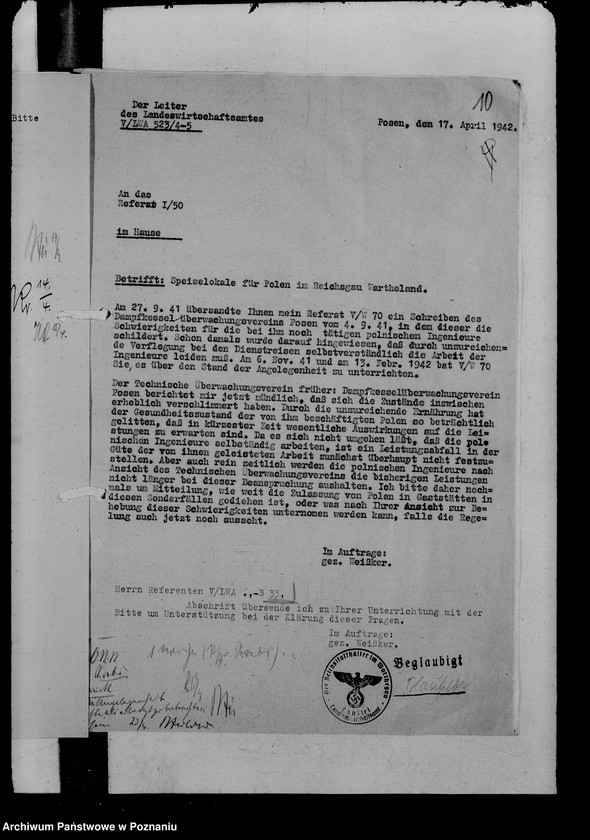 Bitte
14.
4.
10
Der Leiter
des Landeswirtschaftsamtes
V/LWA 523/4-5
Posen, den 17. April 1942.
An das
Referat I/50
im Hause
Betrifft: Speiselokale für Polen im Reichsgau Wartheland.
Am 27. 9. 41 übersandte Ihnen mein Referat V/W 70 ein Schreiben des
Dampfkessel-Überwachungsvereins Posen vom 4. 9. 41, in dem dieser die
Schwierigkeiten für die bei ihm noch tätigen polnischen Ingenieure
schildert. Schon damals wurde darauf hingewiesen, daß durch unzureichen=
de Verpflegung bei den Dienstreisen selbstverständlich die Arbeit der
Ingenieure leiden muß. Am 6. Nov. 41 und am 13. Febr. 1942 bat V/W 70
Sie, es über den Stand der Angelegenheit zu unterrichten.
Der Technische Überwachungsverein früher: Dampfkesselüberwachungsverein
Posen berichtet mir jetzt mündlich, daß sich die Zustände inzwischen
erheblich verschlimmert haben. Durch die unzureichende Ernährung hat
der Gesundheitszustand der von ihm beschäftigten Polen so beträchtlich
gelitten, daß in kürzester Zeit wesentliche Auswirkungen auf die Lei=
stungen zu erwarten sind. Da es sich nicht umgehen läßt, daß die pol=
nischen Ingenieure selbständig arbeiten, ist ein Leistungsabfall in der
Güte der von ihnen geleisteten Arbeit zunächst überhaupt nicht festzu=
stellen. Aber auch rein zeitlich werden die polnischen Ingenieure nach
Ansicht des Technischen Überwachungsvereins die bisherigen Leistungen
nicht länger bei dieser Beanspruchung aushalten. Ich bitte daher noch=
mals um Mitteilung, wie weit die Zulassung von Polen in Gaststätten in
diesen Sonderfällen gediehen ist, oder was nach Ihrer Ansicht zur Be=
hebung dieser Schwierigkeiten unternomen werden kann, falls die Rege=
lung auch jetzt noch aussteht.
Im Auftrage:
gez. Weißker.
Herrn Referenten V/LWA .,-B 33.
Abschrift übersende ich zu Ihrer Unterrichtung mit der
Bitte um Unterstützung bei der Klärung dieser Fragen.
Im Auftrage:
gez. Weißker.
Beglaubigt
Der Reichsstatthalter im Warthegau
Kanzlei
Archiwum Państwowe w Poznaniu